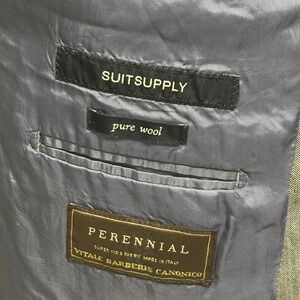 SUITSUPPLY
pure wool
PERENNIAL
SUPER 110'S FABRIC MADE IN ITALY
VITALE BARBERIS CANONICO